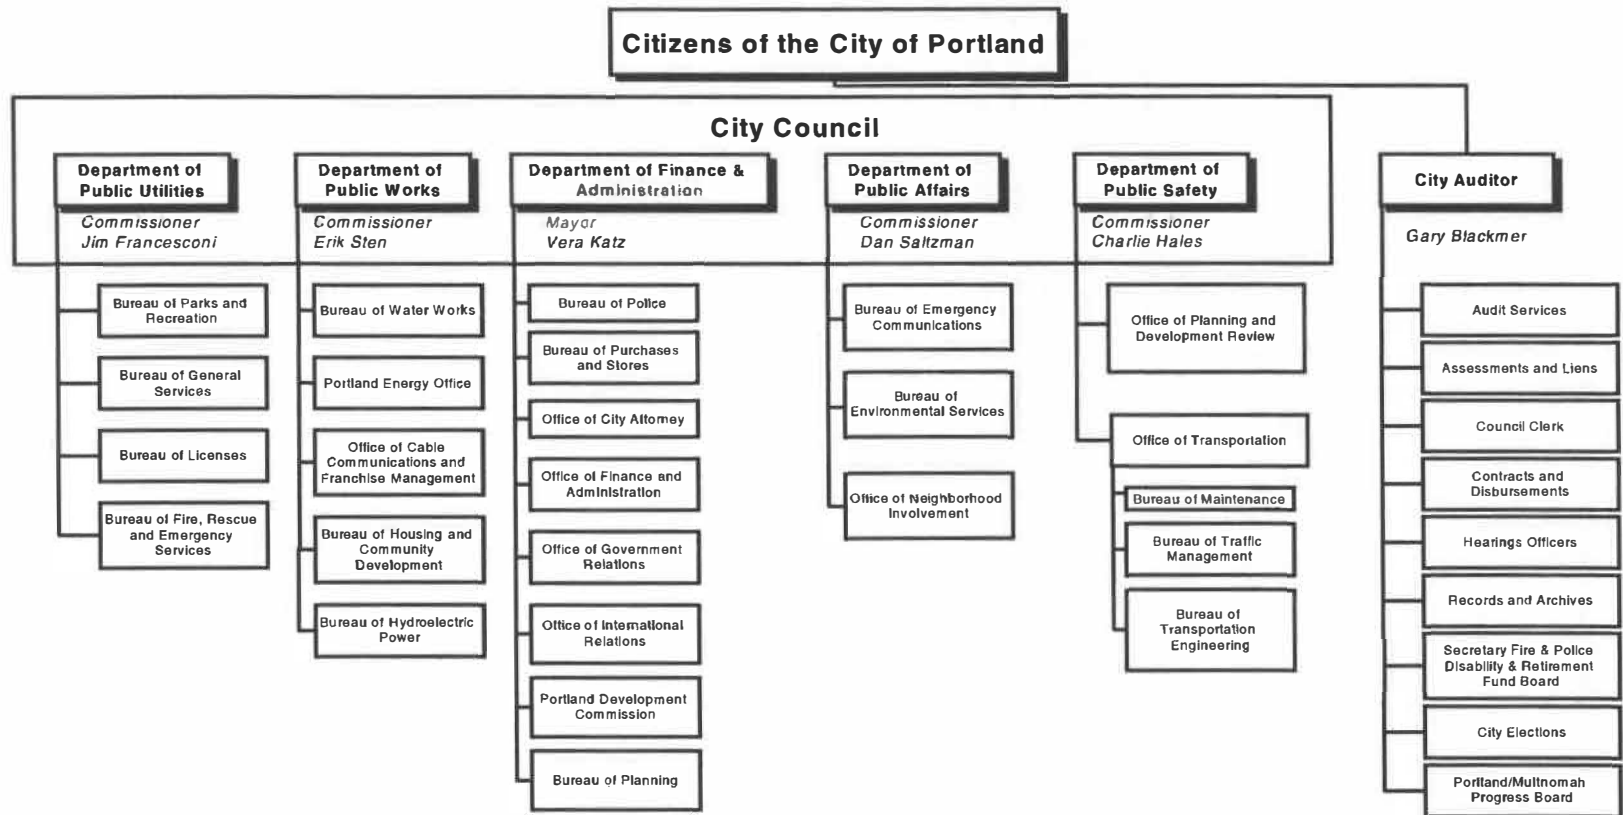 Citizens of the City of Portland
City Council
Department of
Public Utilities
Commissioner
Jim Francesconi
Bureau of Parks and
Recreation
Bureau of General
Services
Bureau of Licenses
Bureau of Fire, Rescue
and Emergency
Services
Department of
Public Works
Commissioner
Erik Sten
Bureau of Water Works
Portland Energy Office
Office of Cable
Communications and
Franchise Management
Bureau of Housing and
Community
Development
Bureau of Hydroelectric
Power
Department of Finance &
Administration
Mayor
Vera Katz
Bureau of Police
Bureau of Purchases
and Stores
Office of City Attorney
Office of Finance and
Administration
Office of Government
Relations
Office of International
Relations
Portland Development
Commission
Bureau of Planning
Department of
Public Affairs
Commissioner
Dan Saltzman
Bureau of Emergency
Communications
Bureau of
Environmental Services
Office of Neighborhood
Involvement
Department of
Public Safety
Commissioner
Charlie Hales
Office of Planning and
Development Review
Office of Transportation
Bureau of Maintenance
Bureau of Traffic
Management
Bureau of
Transportation
Engineering
City Auditor
Gary Blackmer
Audit Services
Assessments and Liens
Council Clerk
Contracts and
Disbursements
Hearings Officers
Records and Archives
Secretary Fire & Police
Disability & Retirement
Fund Board
City Elections
Portland/Multnomah
Progress Board